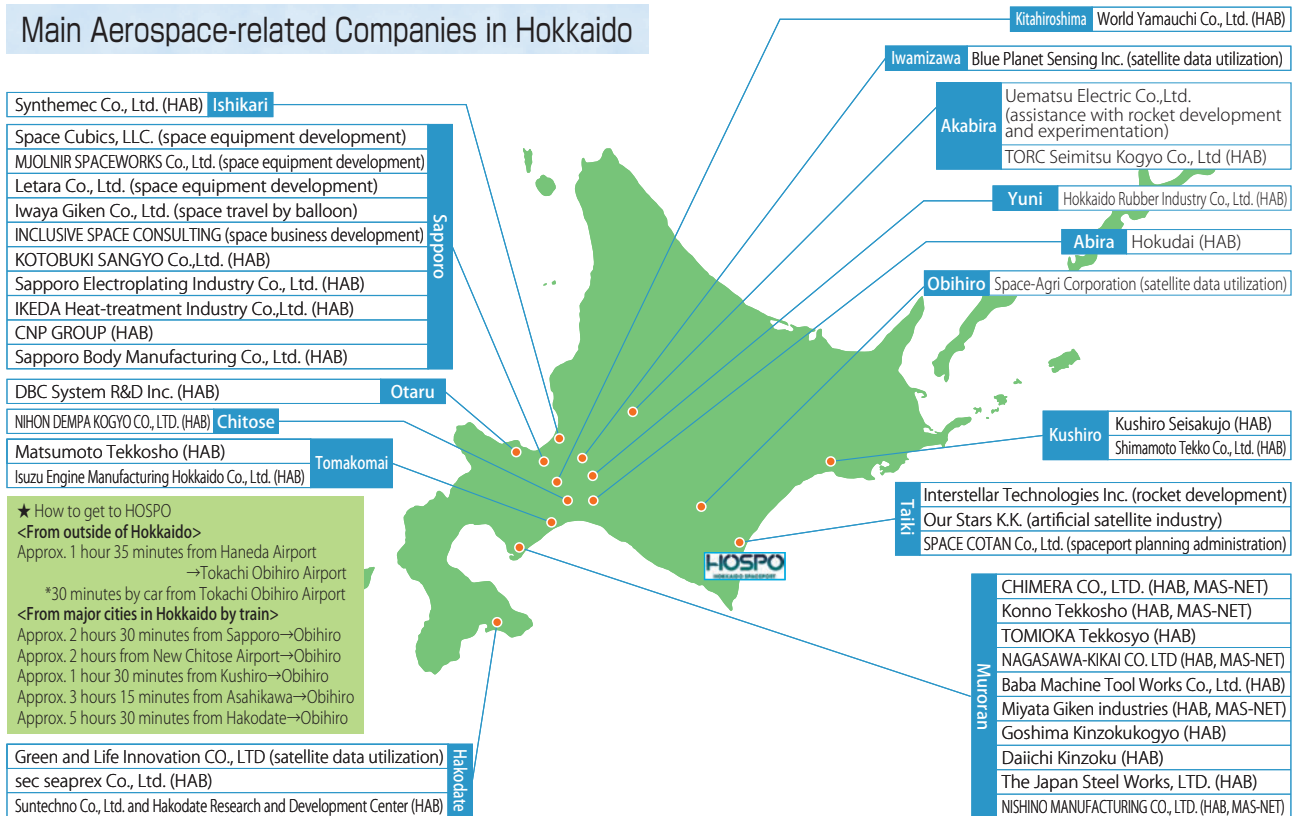 Main Aerospace-related Companies in Hokkaido
Synthemec Co., Ltd. (HAB) Ishikari
Space Cubics, LLC. (space equipment development)
MJOLNIR SPACEWORKS Co., Ltd. (space equipment development)
Letara Co., Ltd. (space equipment development)
Iwaya Giken Co., Ltd. (space travel by balloon)
INCLUSIVE SPACE CONSULTING (space business development)
KOTOBUKI SANGYO Co.,Ltd. (HAB)
Sapporo Electroplating Industry Co., Ltd. (HAB)
IKEDA Heat-treatment Industry Co.,Ltd. (HAB)
CNP GROUP (HAB)
Sapporo Body Manufacturing Co., Ltd. (HAB)
Sapporo
DBC System R&D Inc. (HAB) Otaru
NIHON DEMPA KOGYO CO., LTD. (HAB) Chitose
Matsumoto Tekkosho (HAB)
Isuzu Engine Manufacturing Hokkaido Co., Ltd. (HAB)
Tomakomai
★ How to get to HOSPO
<From outside of Hokkaido>
Approx. 1 hour 35 minutes from Haneda Airport
→Tokachi Obihiro Airport
*30 minutes by car from Tokachi Obihiro Airport
<From major cities in Hokkaido by train>
Approx. 2 hours 30 minutes from Sapporo→Obihiro
Approx. 2 hours from New Chitose Airport→Obihiro
Approx. 1 hour 30 minutes from Kushiro→Obihiro
Approx. 3 hours 15 minutes from Asahikawa→Obihiro
Approx. 5 hours 30 minutes from Hakodate→Obihiro
Green and Life Innovation CO., LTD (satellite data utilization)
sec seaprex Co., Ltd. (HAB)
Suntechno Co., Ltd. and Hakodate Research and Development Center (HAB)
Hakodate
Kitahiroshima World Yamauchi Co., Ltd. (HAB)
Iwamizawa Blue Planet Sensing Inc. (satellite data utilization)
Akabira
Uematsu Electric Co.,Ltd.
(assistance with rocket development
and experimentation)
TORC Seimitsu Kogyo Co., Ltd (HAB)
Yuni Hokkaido Rubber Industry Co., Ltd. (HAB)
Abira Hokudai (HAB)
Obihiro Space-Agri Corporation (satellite data utilization)
Kushiro
Kushiro Seisakujo (HAB)
Shimamoto Tekko Co., Ltd. (HAB)
Taiki
Interstellar Technologies Inc. (rocket development)
Our Stars K.K. (artificial satellite industry)
SPACE COTAN Co., Ltd. (spaceport planning administration)
HOSPO
HOKKAIDO SPACEPORT
Muroran
CHIMERA CO., LTD. (HAB, MAS-NET)
Konno Tekkosho (HAB, MAS-NET)
TOMIOKA Tekkosyo (HAB)
NAGASAWA-KIKAI CO. LTD (HAB, MAS-NET)
Baba Machine Tool Works Co., Ltd. (HAB)
Miyata Giken industries (HAB, MAS-NET)
Goshima Kinzokukogyo (HAB)
Daiichi Kinzoku (HAB)
The Japan Steel Works, LTD. (HAB)
NISHINO MANUFACTURING CO., LTD. (HAB, MAS-NET)